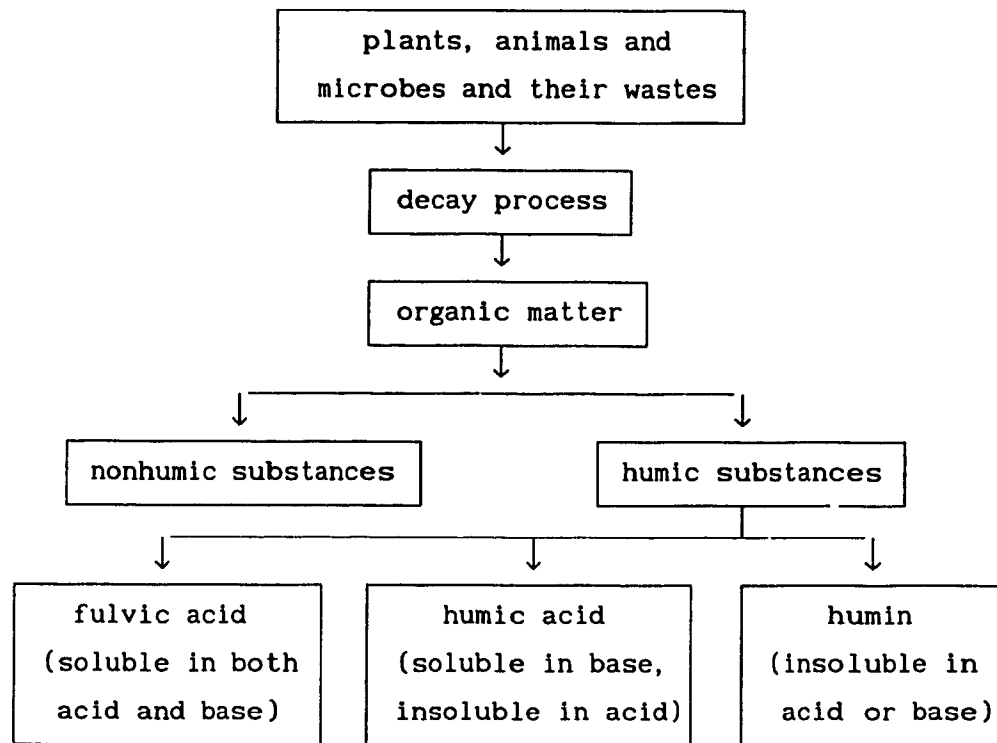 plants, animals and
microbes and their wastes
decay process
organic matter
nonhumic substances
humic substances
fulvic acid
(soluble in both
acid and base)
humic acid
(soluble in base,
insoluble in acid)
humin
(insoluble in
acid or base)